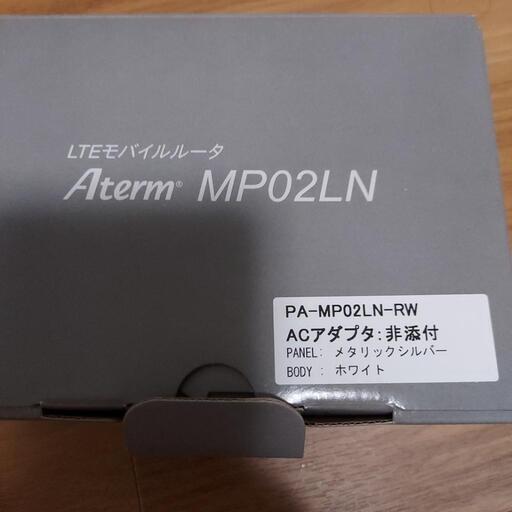 LTEモバイルルータ
Aterm® MP02LN
PA-MP02LN-RW
ACアダプタ:非添付
PANEL: メタリックシルバー
BODY : ホワイト